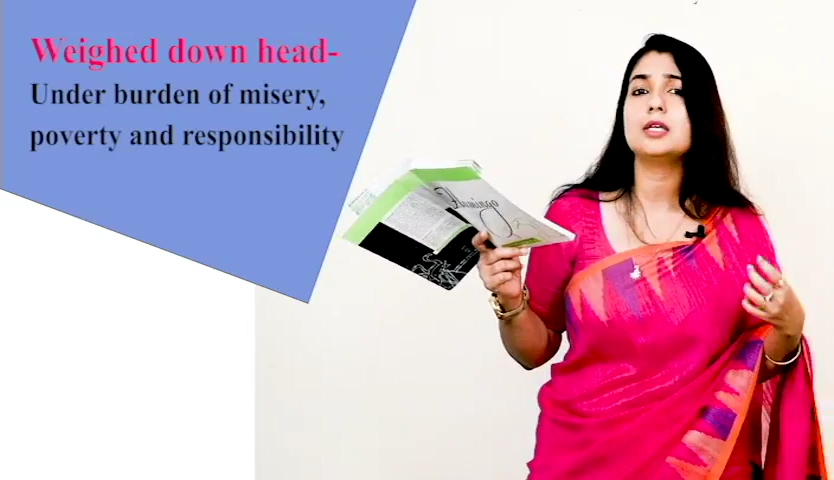 Weighed down head-
Under burden of misery,
poverty and responsibility
Flamingo